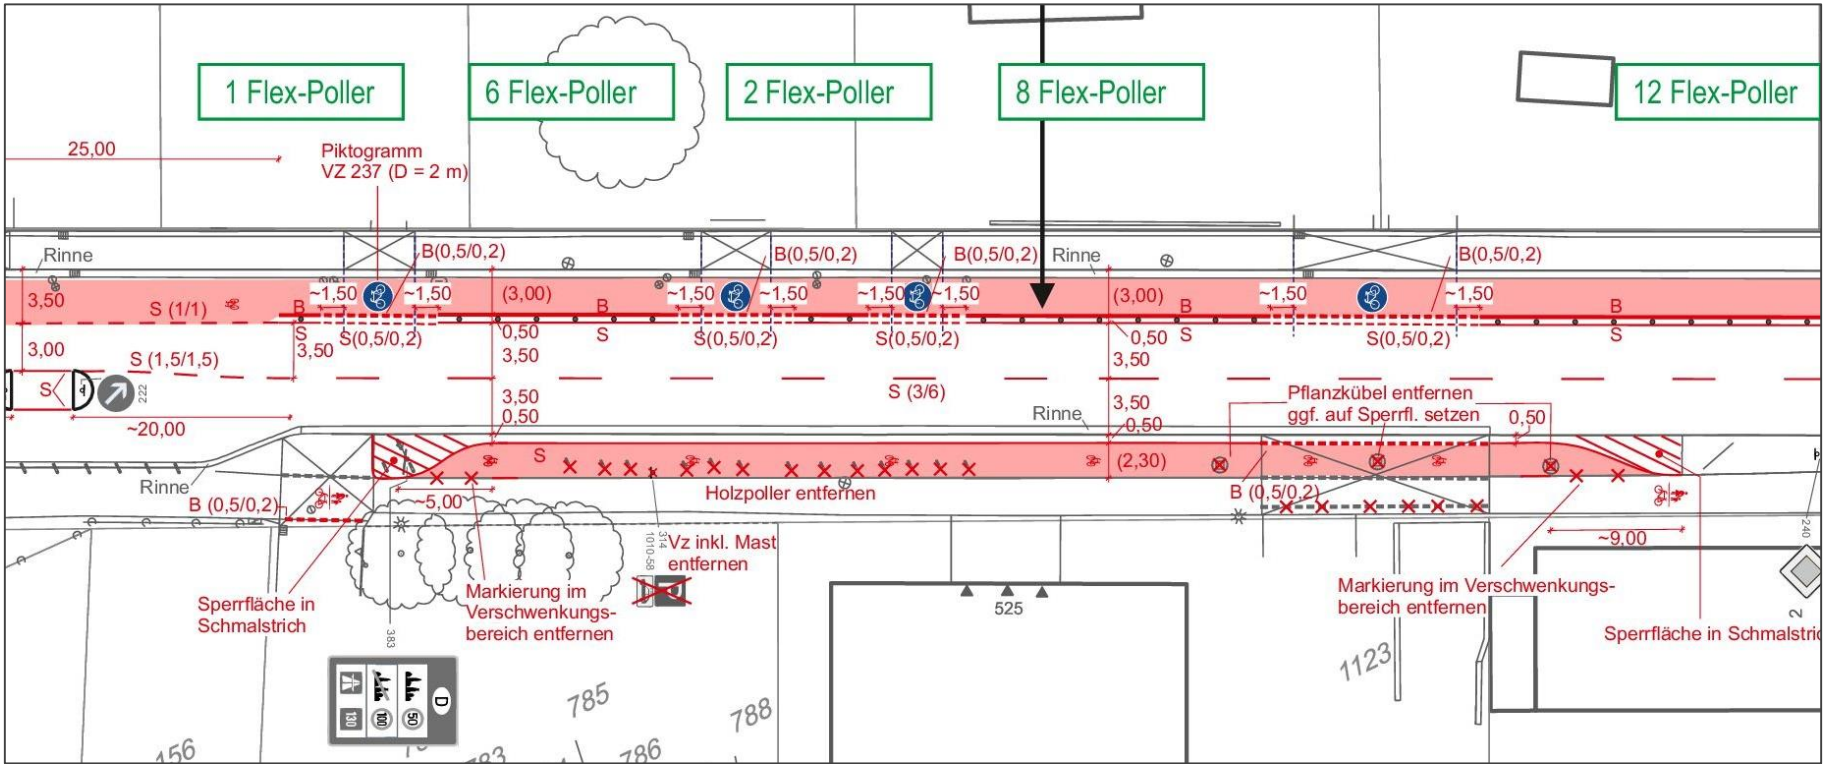 1 Flex-Poller
6 Flex-Poller
2 Flex-Poller
8 Flex-Poller
12 Flex-Poller
25,00
Piktogramm
VZ 237 (D = 2 m)
Rinne
B(0,5/0,2)
B(0,5/0,2)
B(0,5/0,2)
Rinne
B(0,5/0,2)
3,50
S (1/1)
B
~1,50
~1,50
(3,00)
B
~1,50
~1,50
~1,50
~1,50
(3,00)
B
~1,50
~1,50
B
S
S(0,5/0,2)
0,50
S
S(0,5/0,2)
S(0,5/0,2)
0,50
S
S(0,5/0,2)
S
3,00
S (1,5/1,5)
3,50
3,50
3,50
S
P
222
S (3/6)
~20,00
3,50
0,50
Rinne
3,50
0,50
Pflanzkübel entfernen
ggf. auf Sperrfl. setzen
0,50
Rinne
S
(2,30)
B (0,5/0,2)
~5,00
Holzpoller entfernen
B (0,5/0,2)
~9,00
240
314
1010-58
Vz inkl. Mast
entfernen
Sperrfläche in
Schmalstrich
383
Markierung im
Verschwenkungs-
bereich entfernen
525
Markierung im Verschwenkungs-
bereich entfernen
2
Sperrfläche in Schmalstric
1123
D
50
100
130
785
788
156
783
786